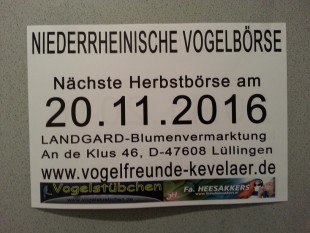 NIEDERRHEINISCHE VOGELBÖRSE
Nächste Herbstbörse am
20.11.2016
LANDGARD-Blumenvermarktung
An de Klus 46, D-47608 Lüllingen
www.vogelfreunde-kevelaer.de
Vogelstübchen
Fa. HEESAKKERS